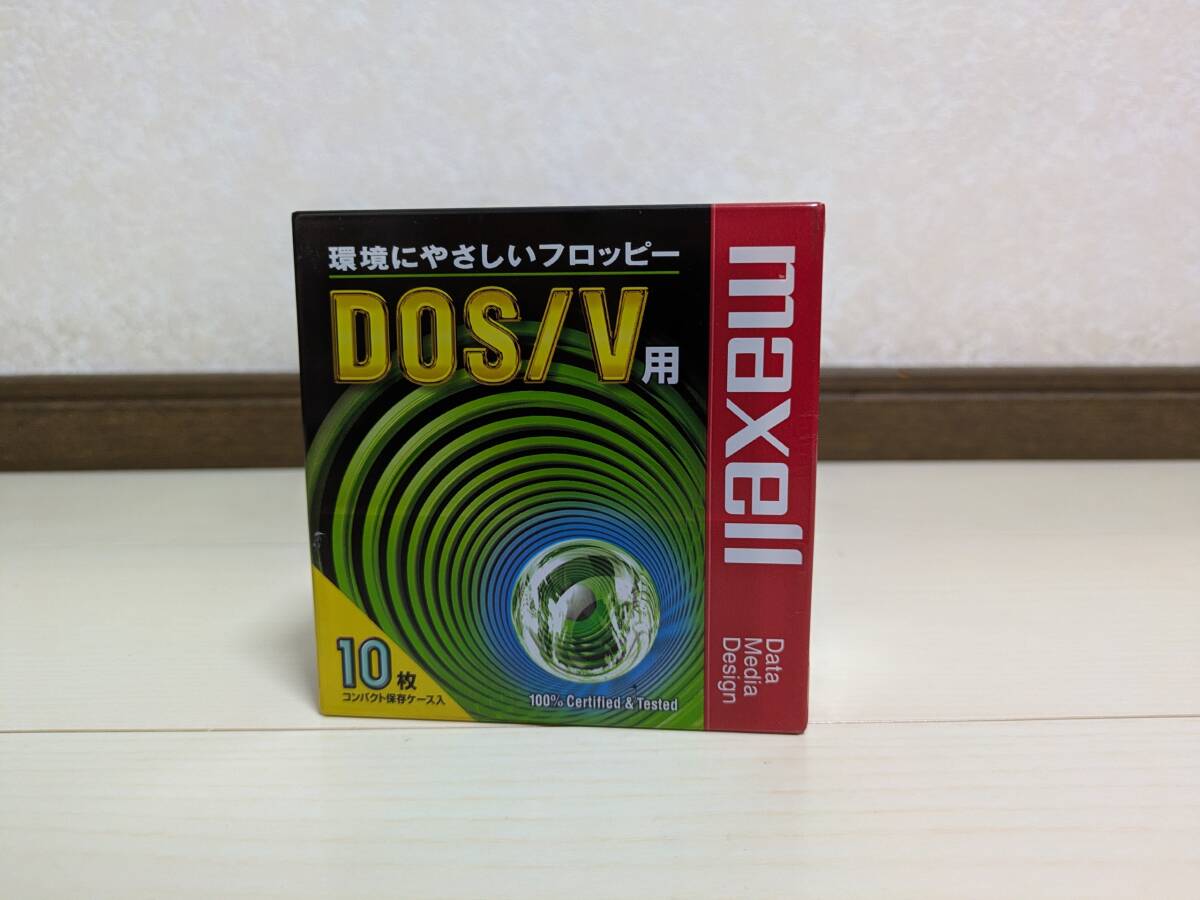 環境にやさしいフロッピー
DOS/V用
10枚
コンパクト保存ケース入
100% Certified & Tested
maxell
Data
Media
Design